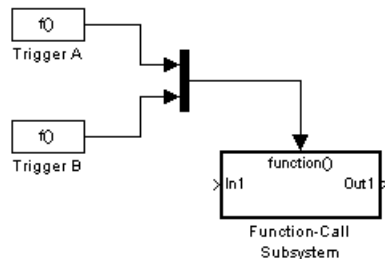 f()
Trigger A
f()
Trigger B
function()
In1
Out1
Function-Call
Subsystem